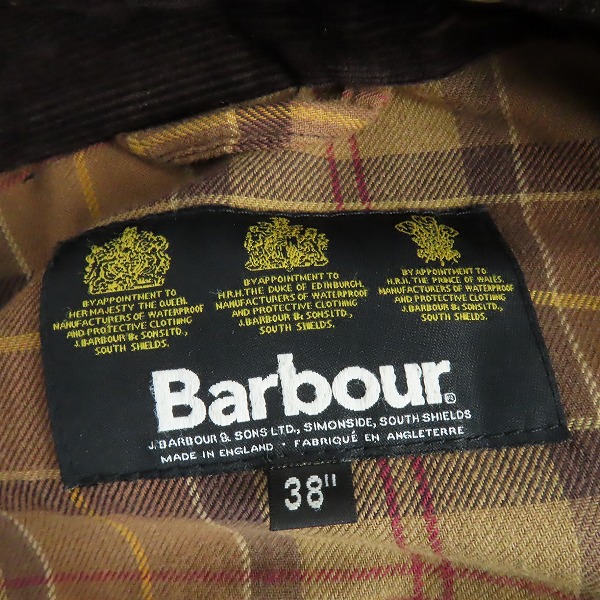 BY APPOINTMENT TO
HER MAJESTY THE QUEEN.
MANUFACTURERS OF WATERPROOF
AND PROTECTIVE CLOTHING
J.BARBOUR & SONS LTD.,
SOUTH SHIELDS.
BY APPOINTMENT TO
H.R.H. THE DUKE OF EDINBURGH.
MANUFACTURERS OF WATERPROOF
AND PROTECTIVE CLOTHING
J.BARBOUR & SONS LTD.,
SOUTH SHIELDS.
BY APPOINTMENT TO
H.R.H. THE PRINCE OF WALES.
MANUFACTURERS OF WATERPROOF
AND PROTECTIVE CLOTHING
J.BARBOUR & SONS LTD.,
SOUTH SHIELDS.
Barbour®
J. BARBOUR & SONS LTD., SIMONSIDE, SOUTH SHIELDS
MADE IN ENGLAND • FABRIQUÉ EN ANGLETERRE
38"